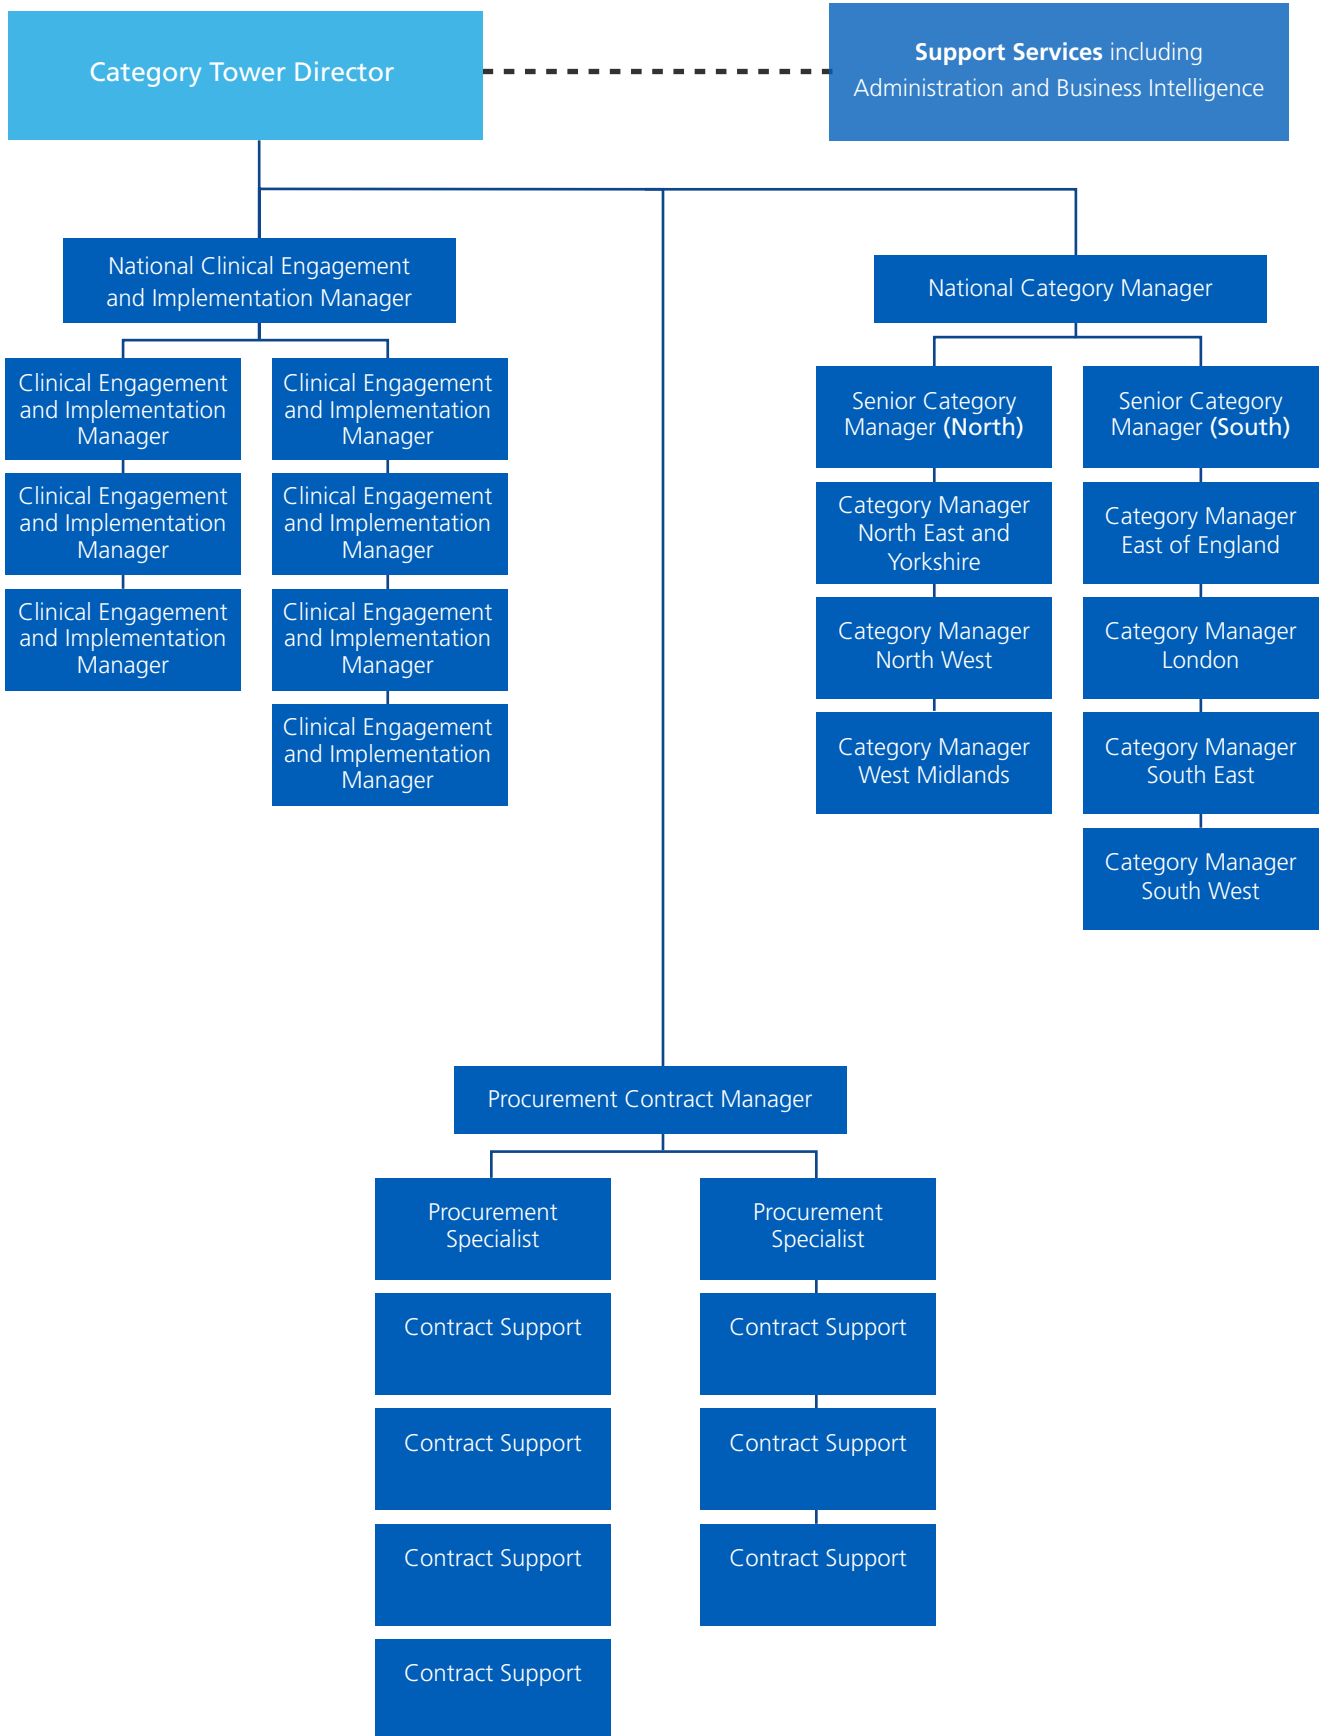 Category Tower Director
Support Services including
Administration and Business Intelligence
National Clinical Engagement
and Implementation Manager
National Category Manager
Clinical Engagement
and Implementation
Manager
Clinical Engagement
and Implementation
Manager
Clinical Engagement
and Implementation
Manager
Clinical Engagement
and Implementation
Manager
Clinical Engagement
and Implementation
Manager
Clinical Engagement
and Implementation
Manager
Clinical Engagement
and Implementation
Manager
Senior Category
Manager (North)
Category Manager
North East and
Yorkshire
Category Manager
North West
Category Manager
West Midlands
Senior Category
Manager (South)
Category Manager
East of England
Category Manager
London
Category Manager
South East
Category Manager
South West
Procurement Contract Manager
Procurement
Specialist
Contract Support
Contract Support
Contract Support
Contract Support
Procurement
Specialist
Contract Support
Contract Support
Contract Support